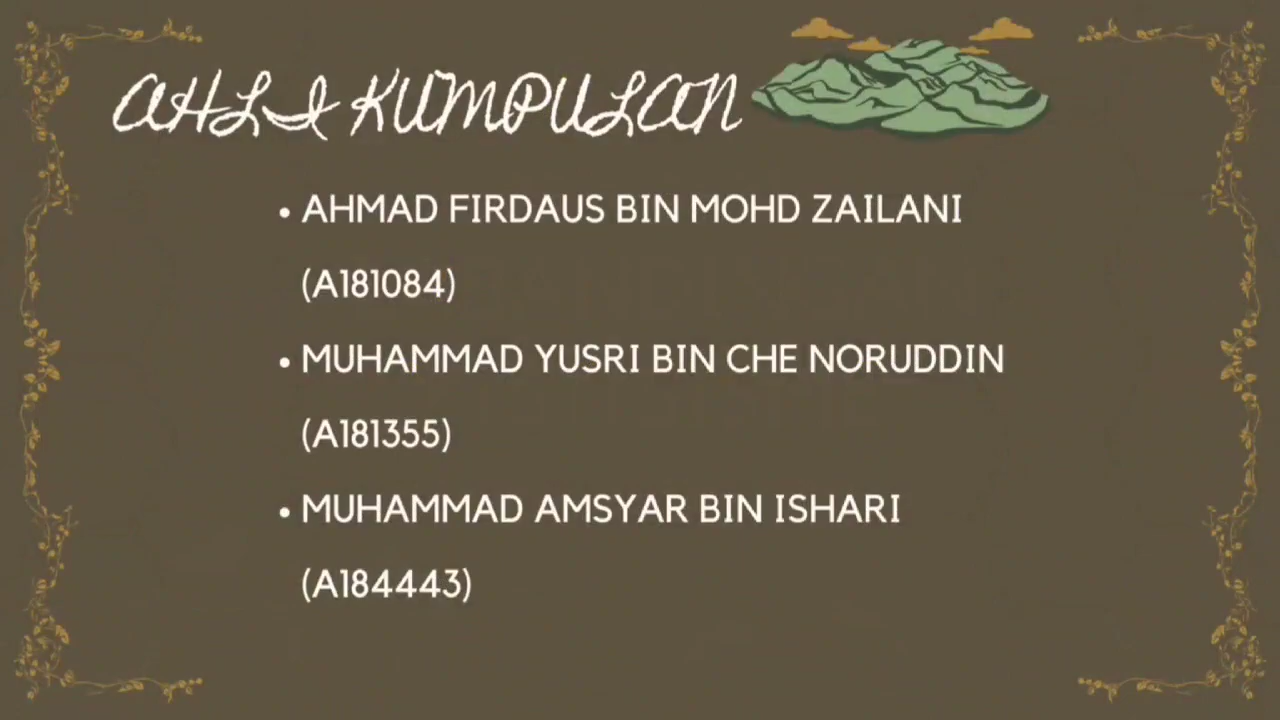 AHLI KUMPULAN
• AHMAD FIRDAUS BIN MOHD ZAILANI
(A181084)
• MUHAMMAD YUSRI BIN CHE NORUDDIN
(A181355)
• MUHAMMAD AMSYAR BIN ISHARI
(A184443)